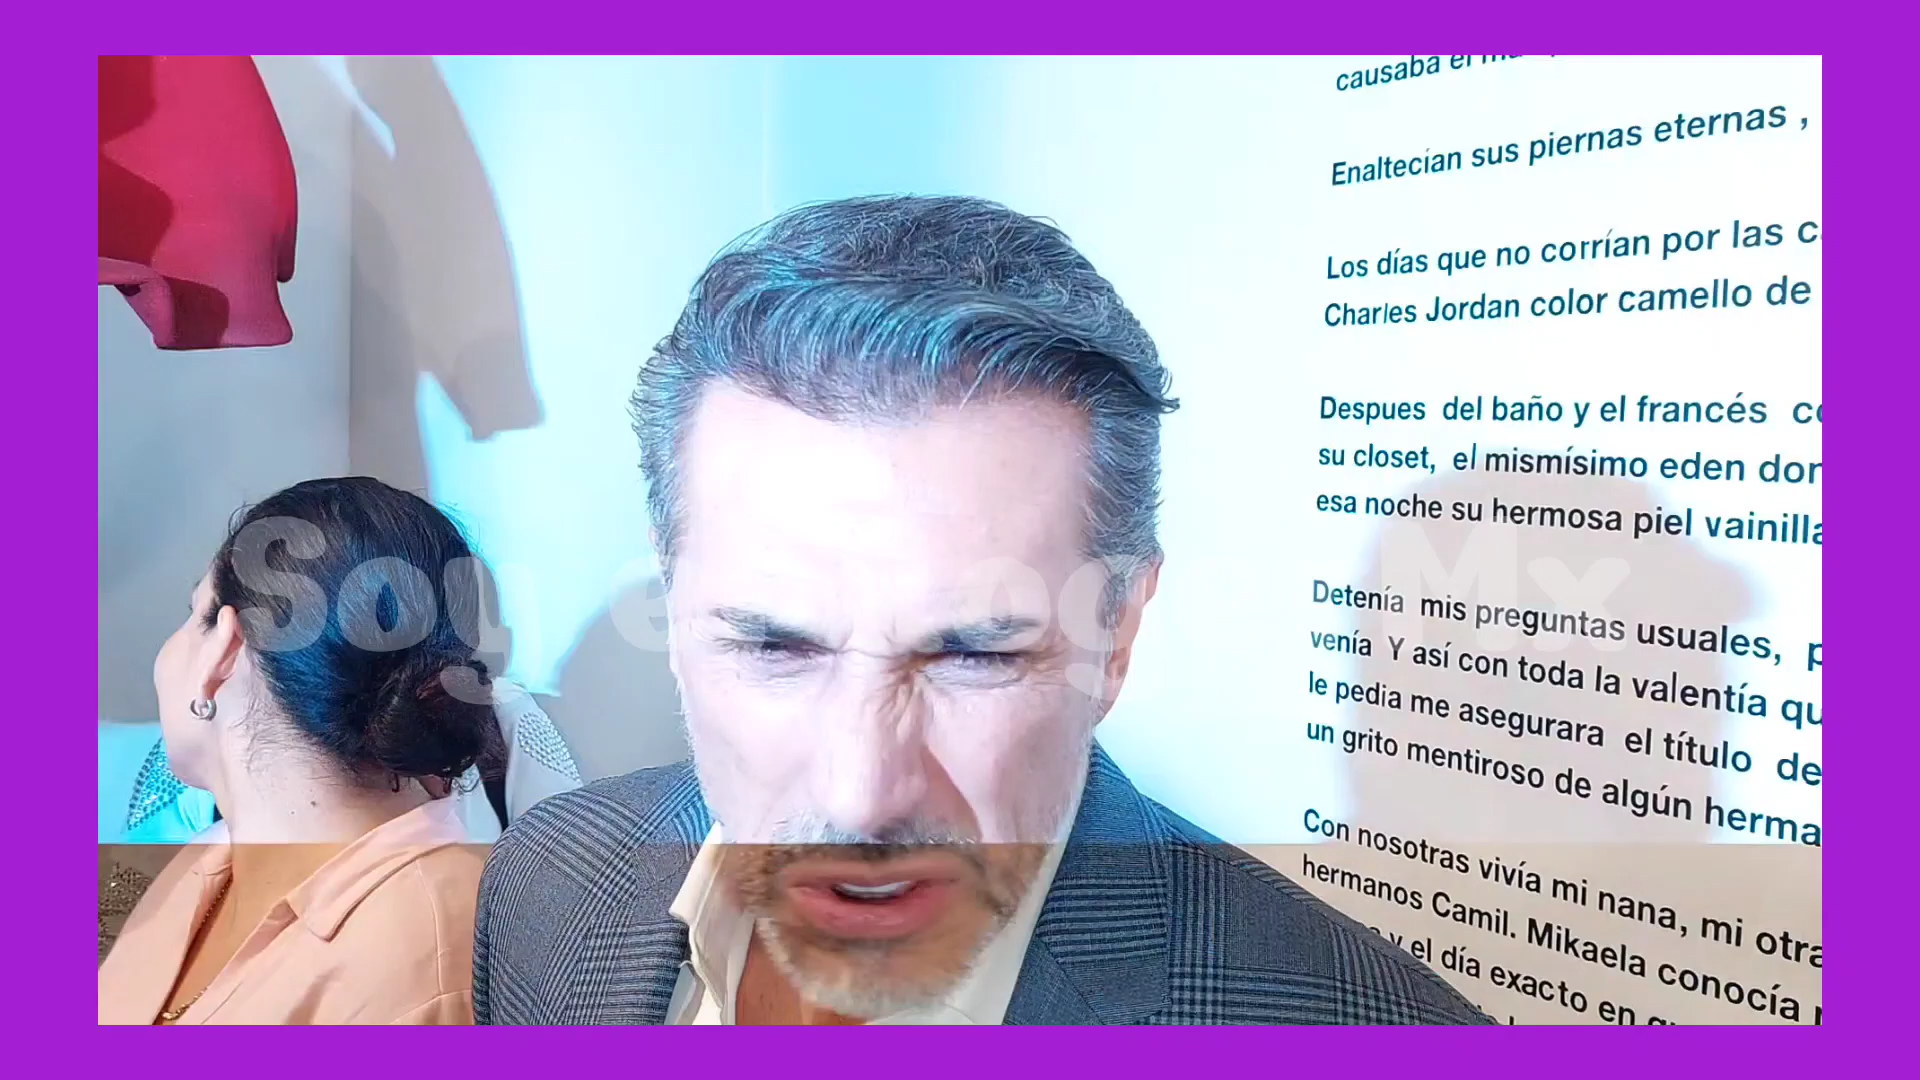 causaba el
Enaltecían sus piernas eternas ,
Los días que no corrían por las
Charles Jordan color camello de
Despues del baño y el francés
su closet, el mismísimo eden
esa noche su hermosa piel vainilla
Detenía mis preguntas usuales,
venía Y así con toda la valentía
le pedia me asegurara el título de
un grito mentiroso de algún
Con nosotras vivía mi nana, mi otra
hermanos Camil. Mikaela conocía
y el día exacto en
Soy Mx